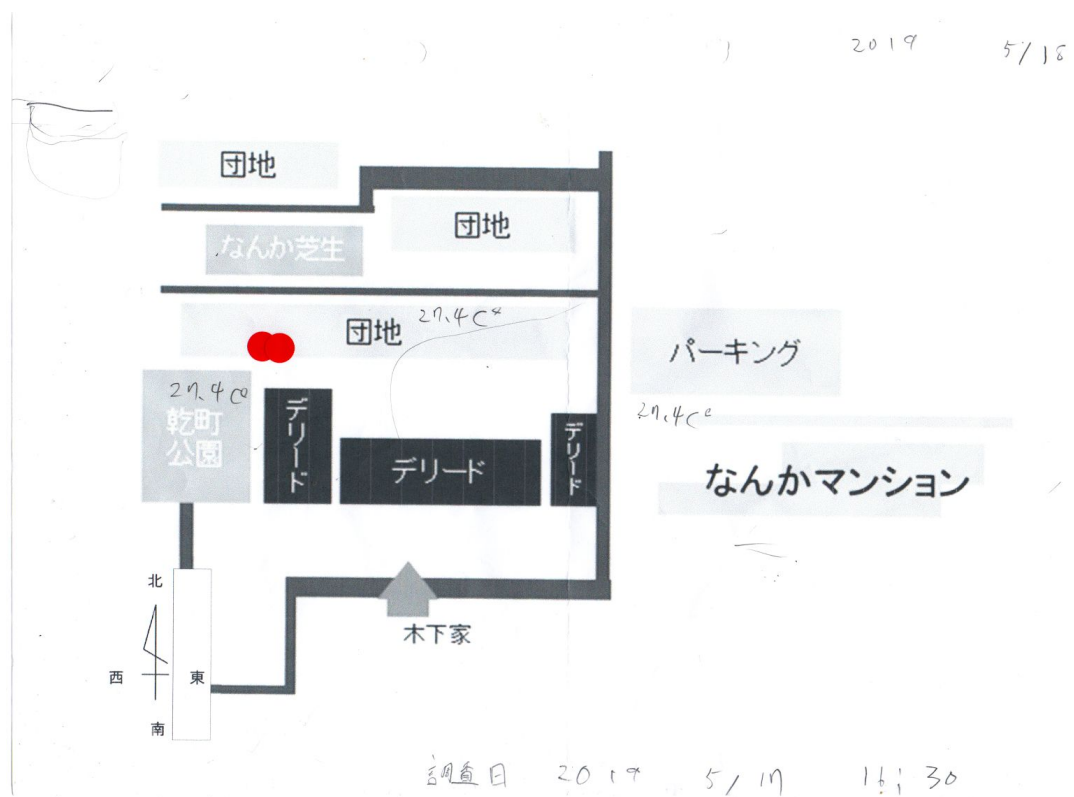 2019 5/18
団地
団地
なんか芝生
団地 27.4C°
パーキング
27.4C°
乾町
公園
デリード
デリード
デリード
27.4C°
なんかマンション
北
木下家
西 東
南
調査日 2019 5/17 16:30